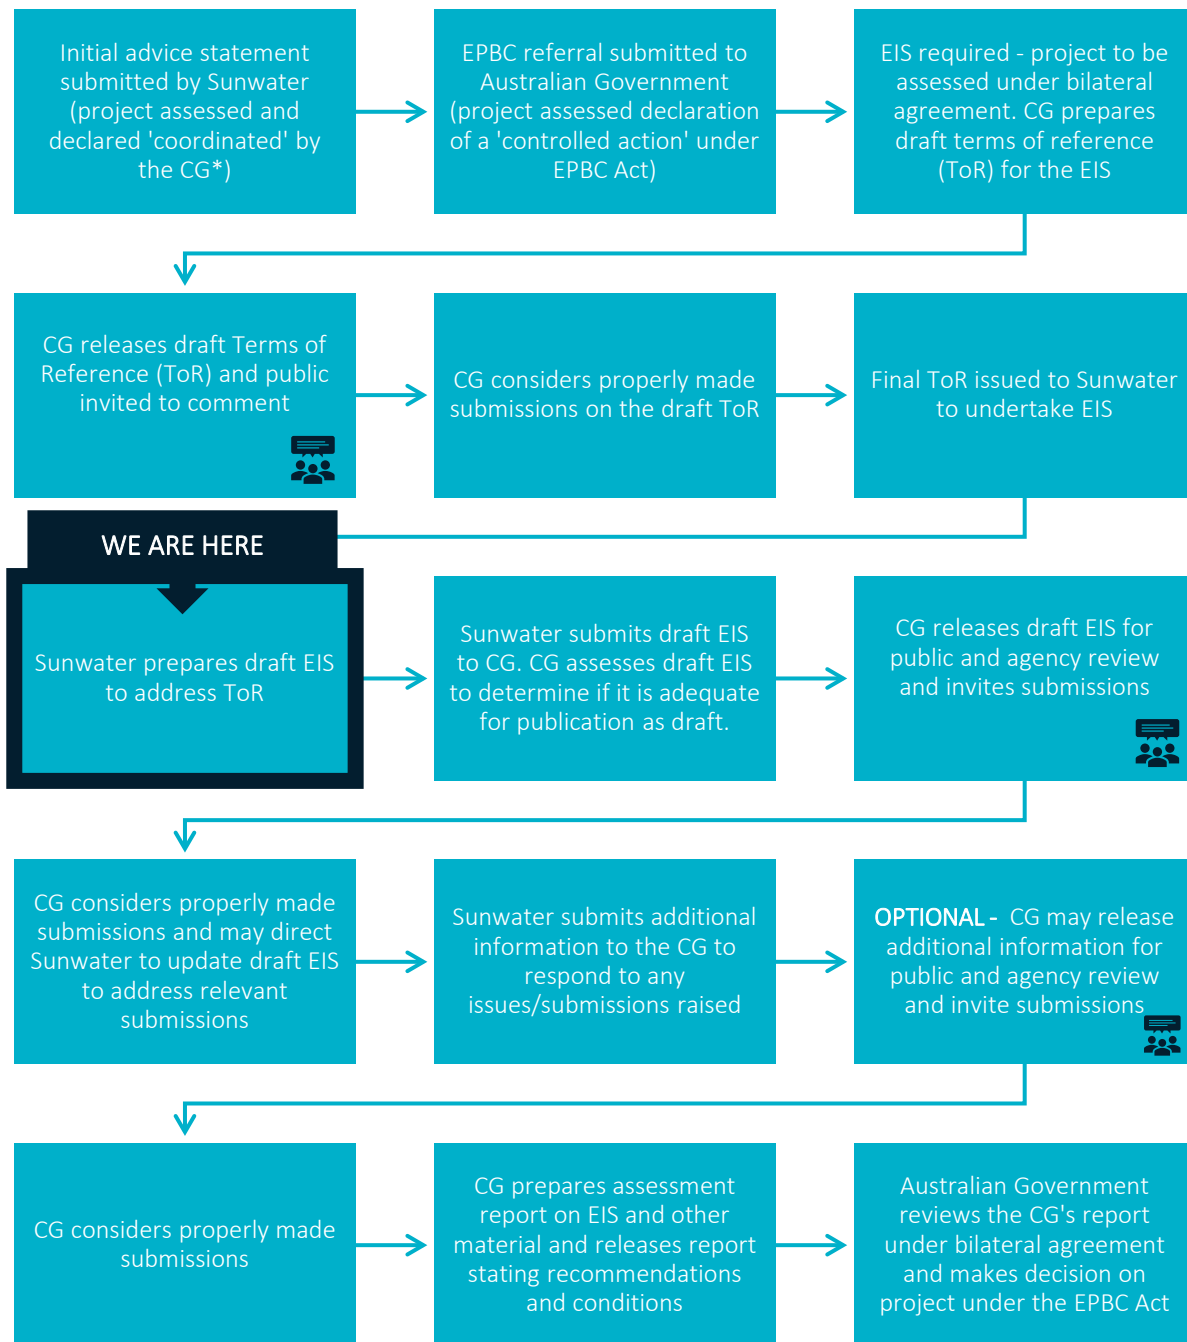 Initial advice statement
submitted by Sunwater
(project assessed and
declared 'coordinated' by
the CG*)
EPBC referral submitted to
Australian Government
(project assessed declaration
of a 'controlled action' under
EPBC Act)
EIS required - project to be
assessed under bilateral
agreement. CG prepares
draft terms of reference
(ToR) for the EIS
CG releases draft Terms of
Reference (ToR) and public
invited to comment
CG considers properly made
submissions on the draft ToR
Final ToR issued to Sunwater
to undertake EIS
WE ARE HERE
Sunwater prepares draft EIS
to address ToR
Sunwater submits draft EIS
to CG. CG assesses draft EIS
to determine if it is adequate
for publication as draft.
CG releases draft EIS for
public and agency review
and invites submissions
CG considers properly made
submissions and may direct
Sunwater to update draft EIS
to address relevant
submissions
Sunwater submits additional
information to the CG to
respond to any
issues/submissions raised
OPTIONAL - CG may release
additional information for
public and agency review
and invite submissions
CG considers properly made
submissions
CG prepares assessment
report on EIS and other
material and releases report
stating recommendations
and conditions
Australian Government
reviews the CG's report
under bilateral agreement
and makes decision on
project under the EPBC Act